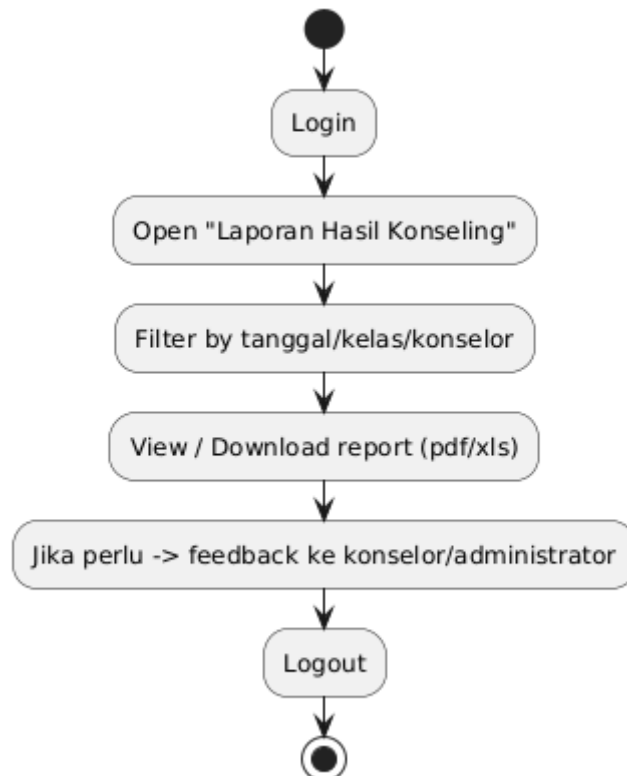 Login
Open "Laporan Hasil Konseling"
Filter by tanggal/kelas/konselor
View / Download report (pdf/xls)
Jika perlu -> feedback ke konselor/administrator
Logout